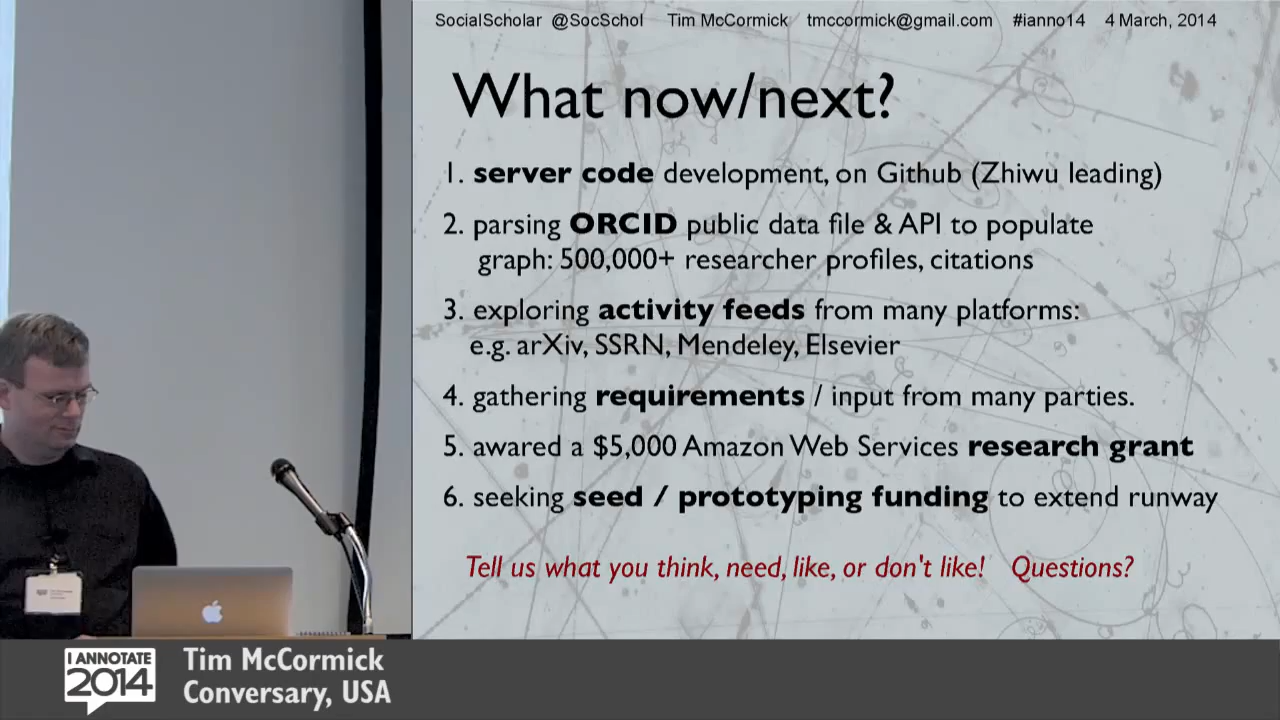 SocialScholar @SocSchol Tim McCormick tmccormick@gmail.com #ianno14 4 March, 2014
What now/next?
1. server code development, on Github (Zhiwu leading)
2. parsing ORCID public data file & API to populate
graph: 500,000+ researcher profiles, citations
3. exploring activity feeds from many platforms:
e.g. arXiv, SSRN, Mendeley, Elsevier
4. gathering requirements / input from many parties.
5. awared a $5,000 Amazon Web Services research grant
6. seeking seed / prototyping funding to extend runway
Tell us what you think, need, like, or don't like! Questions?
I ANNOTATE
2014
Tim McCormick
Conversary, USA